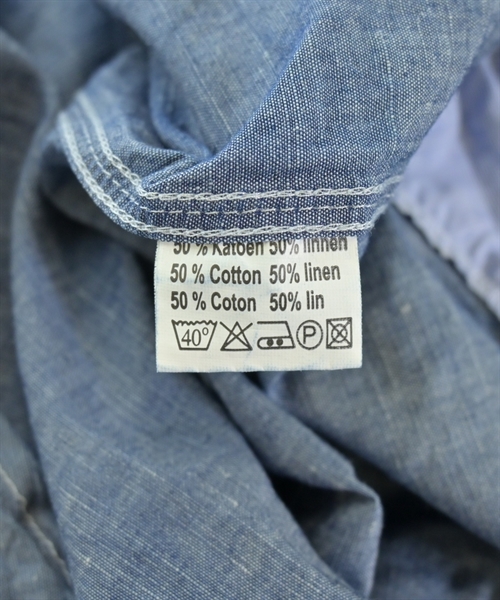 50 % Katoen 50% linnen
50 % Cotton 50% linen
50 % Coton 50% lin
40° P